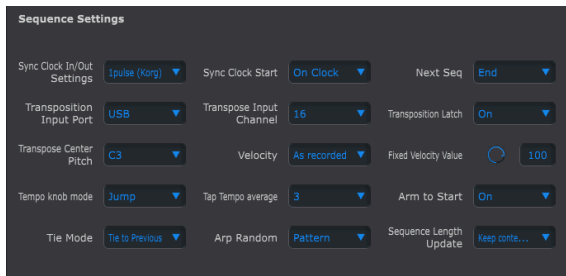 Sequence Settings
Sync Clock In/Out
Settings
1pulse (Korg)
Sync Clock Start
On Clock
Next Seq
End
Transposition
Input Port
USB
Transpose Input
Channel
16
Transposition Latch
On
Transpose Center
Pitch
C3
Velocity
As recorded
Fixed Velocity Value
100
Tempo knob mode
Jump
Tap Tempo average
3
Arm to Start
On
Tie Mode
Tie to Previous
Arp Random
Pattern
Sequence Length
Update
Keep conte...